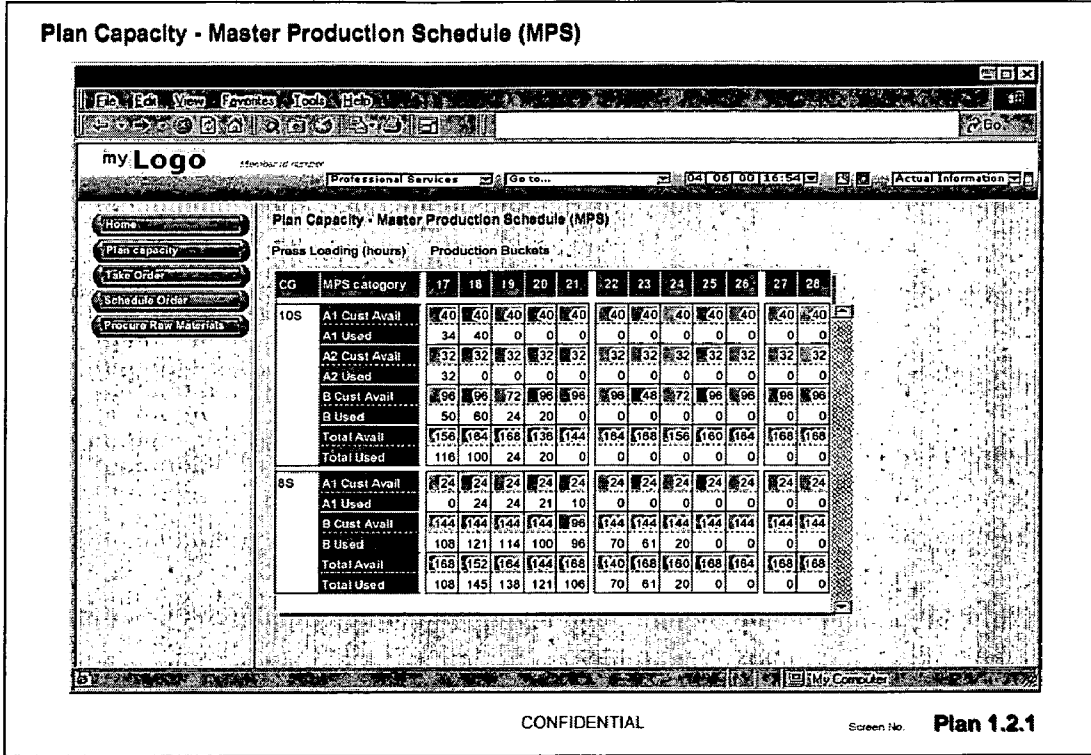 Plan Capacity - Master Production Schedule (MPS)
File Edit View Favorites Tools Help
Go
my Logo Member id number
Professional Services Go to... 04 06 00 16:54 Actual Information
Home
Plan capacity
Take Order
Schedule Order
Procure Raw Materials
Plan Capacity - Master Production Schedule (MPS)
Press Loading (hours) Production Buckets
CG MPS category 17 18 19 20 21 22 23 24 25 26 27 28
10S A1 Cust Avail 40 40 40 40 40 40 40 40 40 40 40 40
A1 Used 34 40 0 0 0 0 0 0 0 0 0 0
A2 Cust Avail 32 32 32 32 32 32 32 32 32 32 32 32
A2 Used 32 0 0 0 0 0 0 0 0 0 0 0
B Cust Avail 96 96 72 96 96 96 48 72 96 96 96 96
B Used 50 60 24 20 0 0 0 0 0 0 0 0
Total Avail 156 164 168 136 144 164 168 156 160 164 168 168
Total Used 116 100 24 20 0 0 0 0 0 0 0 0
8S A1 Cust Avail 24 24 24 24 24 24 24 24 24 24 24 24
A1 Used 0 24 24 21 10 0 0 0 0 0 0 0
B Cust Avail 144 144 144 144 96 144 144 144 144 144 144 144
B Used 108 121 114 100 96 70 61 20 0 0 0 0
Total Avail 168 152 164 144 168 140 168 160 168 164 168 168
Total Used 108 145 138 121 106 70 61 20 0 0 0 0
My Computer
CONFIDENTIAL
Screen No. Plan 1.2.1